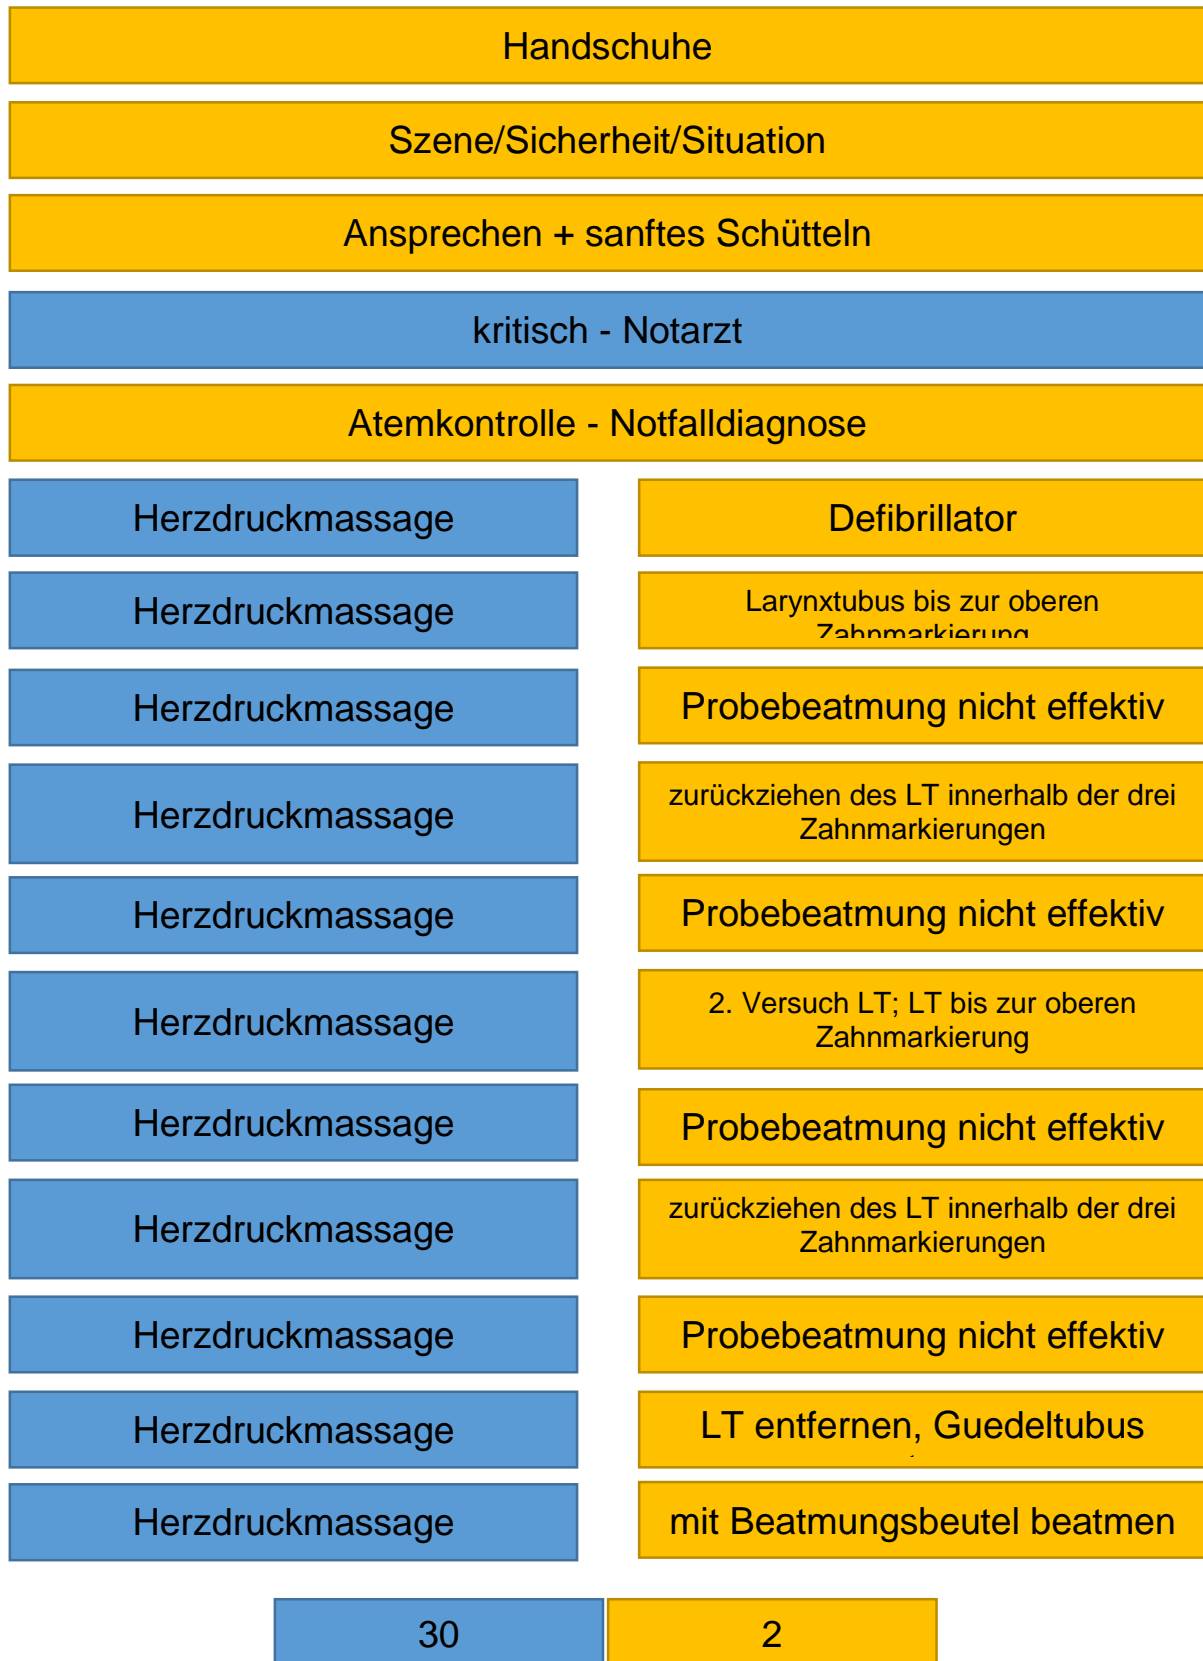 Handschuhe
Szene/Sicherheit/Situation
Ansprechen + sanftes Schütteln
kritisch - Notarzt
Atemkontrolle - Notfalldiagnose
Herzdruckmassage
Defibrillator
Herzdruckmassage
Larynxtubus bis zur oberen
Zahnmarkierung
Herzdruckmassage
Probebeatmung nicht effektiv
Herzdruckmassage
zurückziehen des LT innerhalb der drei
Zahnmarkierungen
Herzdruckmassage
Probebeatmung nicht effektiv
Herzdruckmassage
2. Versuch LT; LT bis zur oberen
Zahnmarkierung
Herzdruckmassage
Probebeatmung nicht effektiv
Herzdruckmassage
zurückziehen des LT innerhalb der drei
Zahnmarkierungen
Herzdruckmassage
Probebeatmung nicht effektiv
Herzdruckmassage
LT entfernen, Guedeltubus
Herzdruckmassage
mit Beatmungsbeutel beatmen
30
2